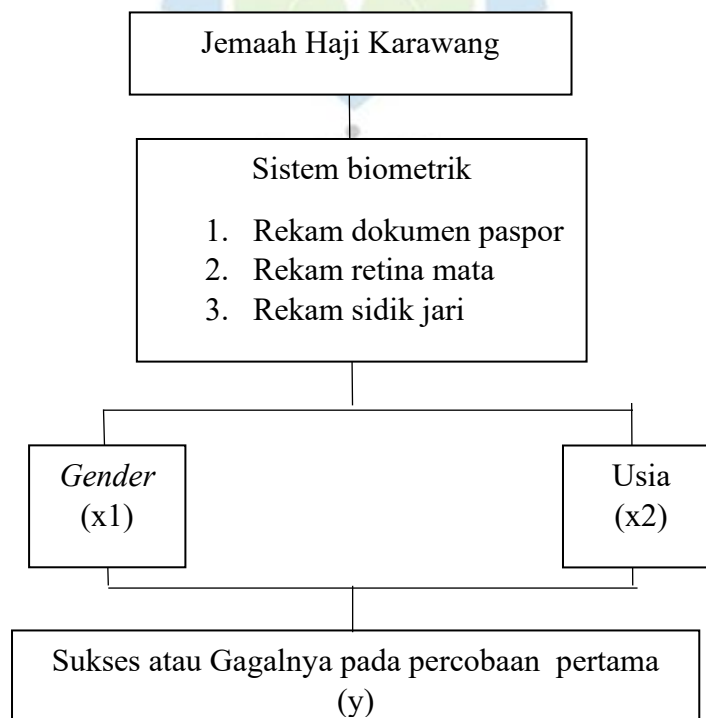 Jemaah Haji Karawang
Sistem biometrik
1. Rekam dokumen paspor
2. Rekam retina mata
3. Rekam sidik jari
Gender
(x1)
Usia
(x2)
Sukses atau Gagalnya pada percobaan pertama
(y)